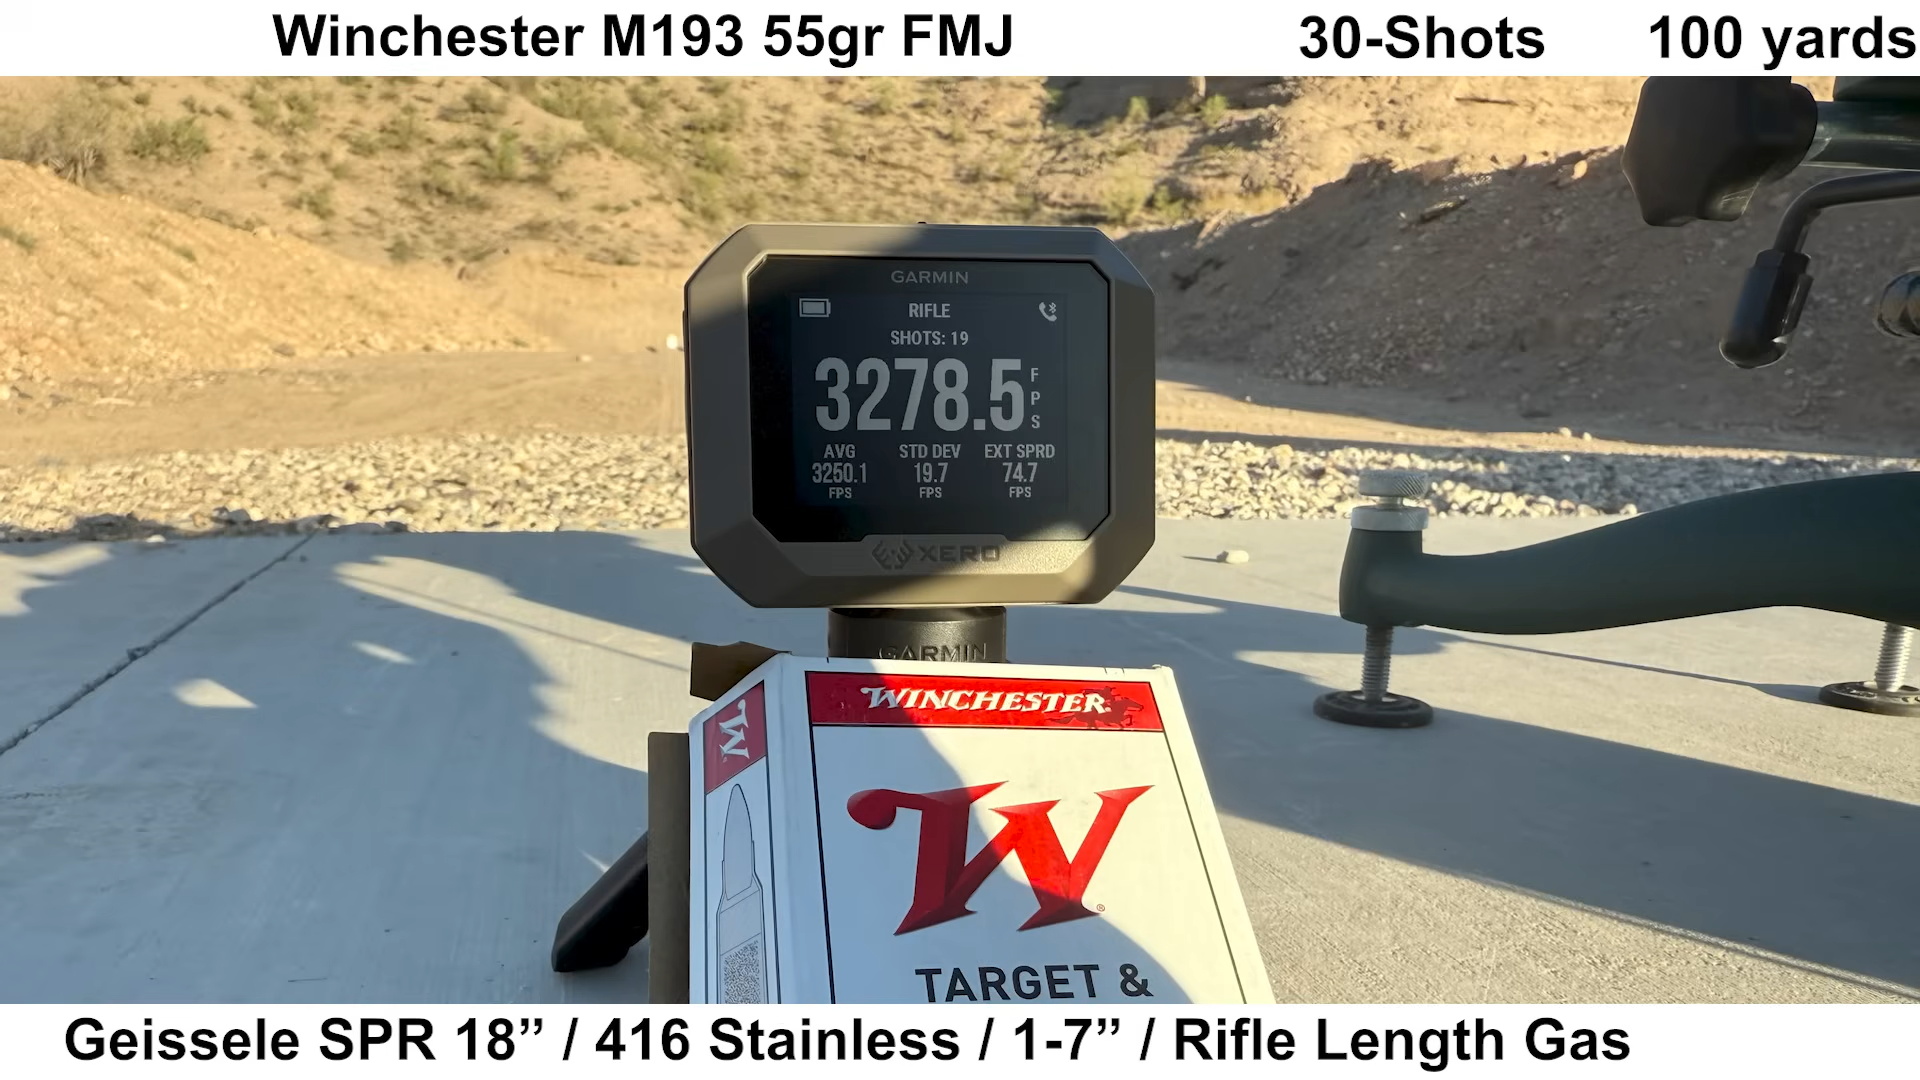 Winchester M193 55gr FMJ 30-Shots 100 yards
GARMIN
RIFLE
SHOTS: 19
3278.5 FPS
AVG STD DEV EXT SPRD
3250.1 19.7 74.7
FPS FPS FPS
XERO
GARMIN
WINCHESTER
W
W
TARGET &
Geissele SPR 18” / 416 Stainless / 1-7” / Rifle Length Gas